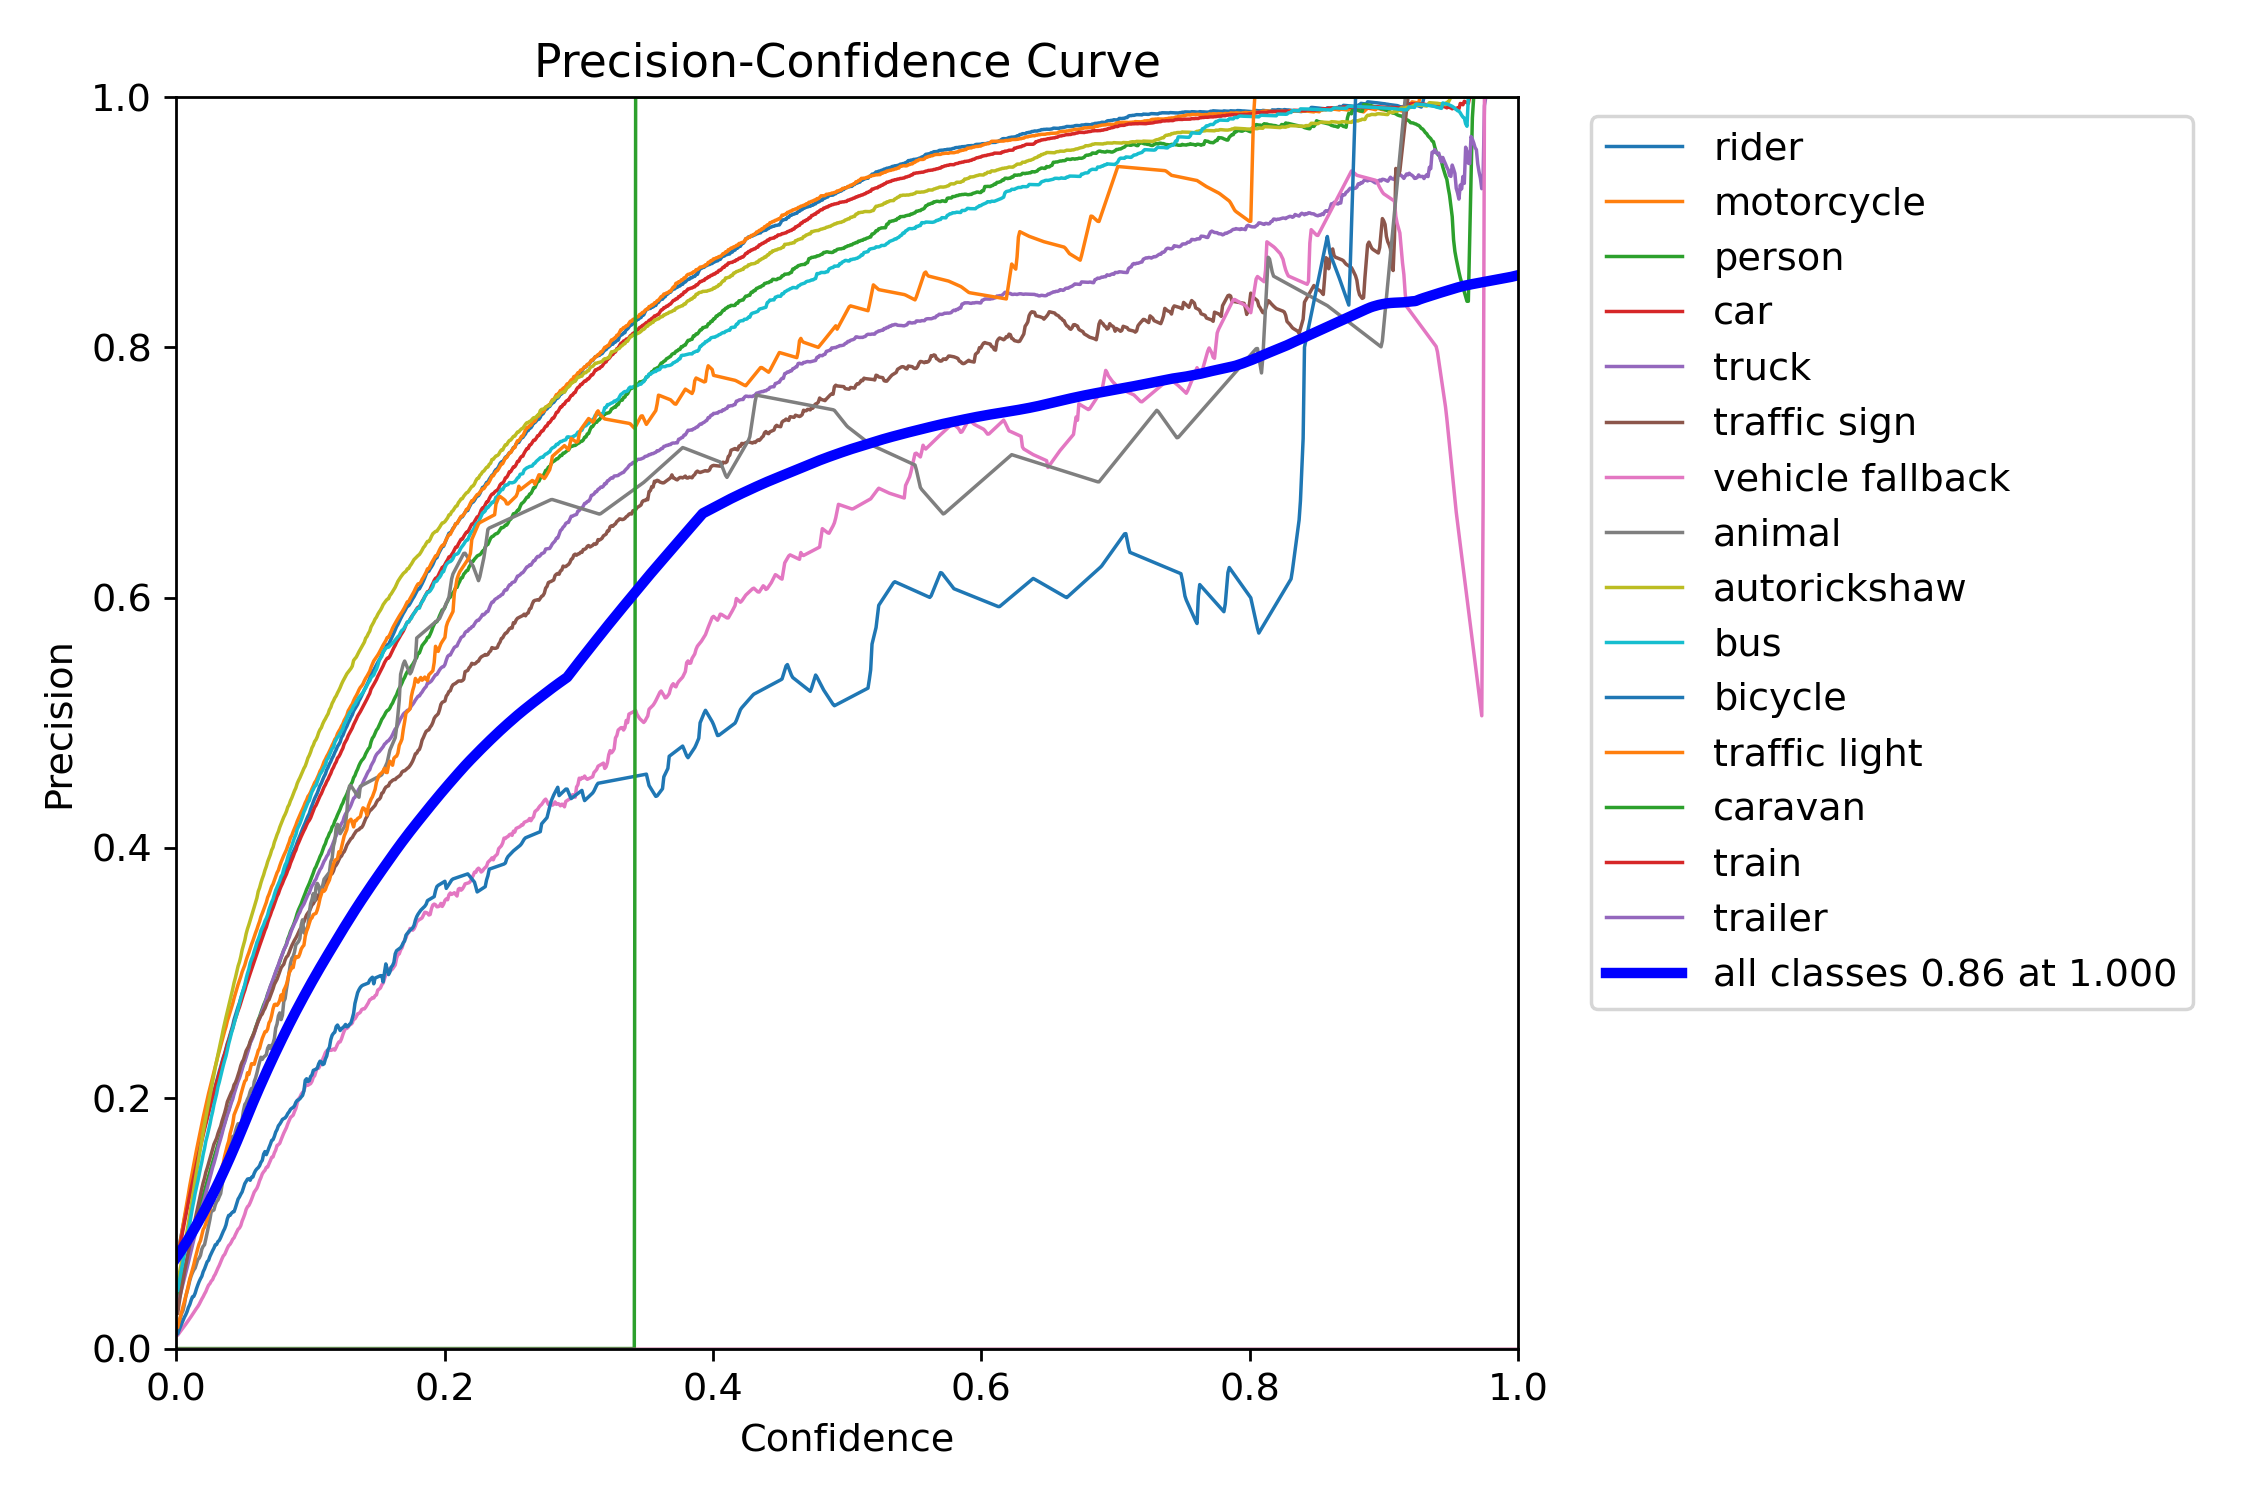 Precision-Confidence Curve
1.0
0.8
0.6
0.4
0.2
0.0
Precision
0.0 0.2 0.4 0.6 0.8 1.0
Confidence
rider
motorcycle
person
car
truck
traffic sign
vehicle fallback
animal
autorickshaw
bus
bicycle
traffic light
caravan
train
trailer
all classes 0.86 at 1.000